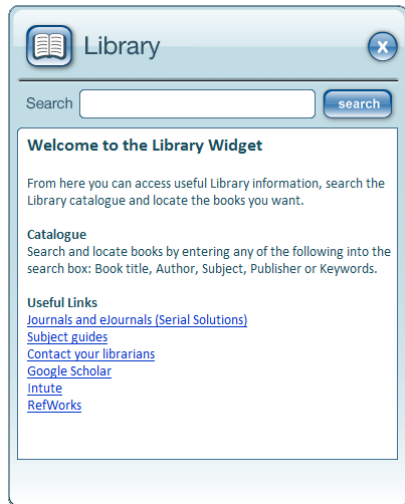 Library
X
Search
search
Welcome to the Library Widget
From here you can access useful Library information, search the
Library catalogue and locate the books you want.
Catalogue
Search and locate books by entering any of the following into the
search box: Book title, Author, Subject, Publisher or Keywords.
Useful Links
Journals and eJournals (Serial Solutions)
Subject guides
Contact your librarians
Google Scholar
Intute
RefWorks